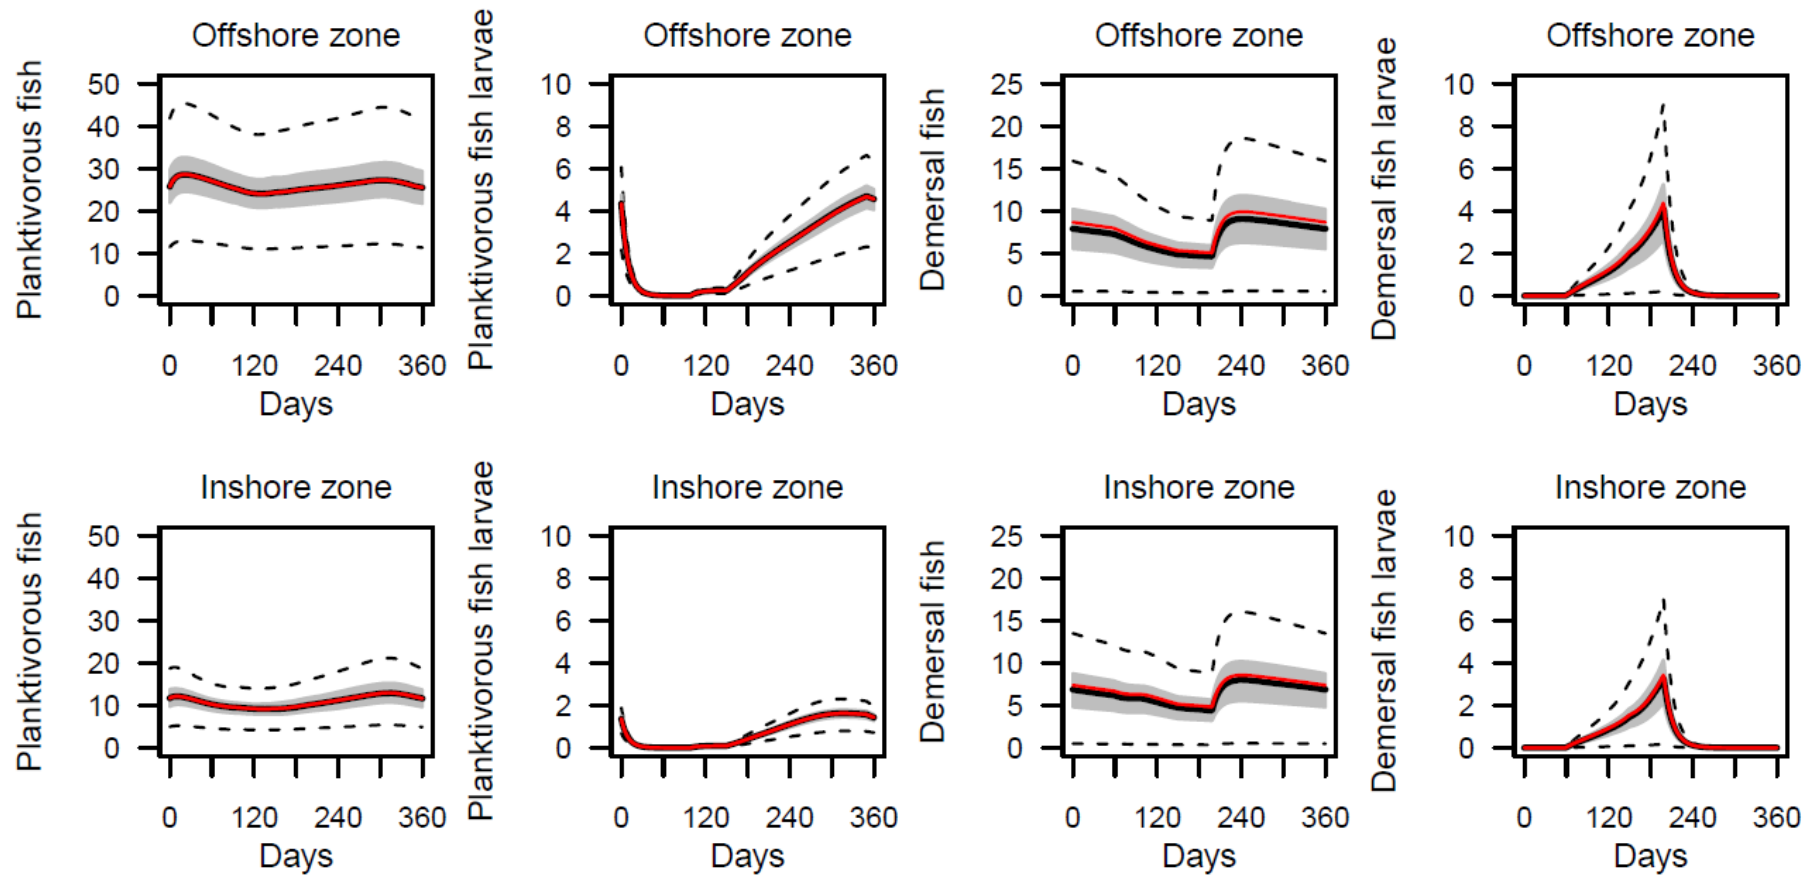 Offshore zone
Planktivorous fish
50
40
30
20
10
0
0 120 240 360
Days
Offshore zone
Planktivorous fish larvae
10
8
6
4
2
0
0 120 240 360
Days
Offshore zone
Demersal fish
25
20
15
10
5
0
0 120 240 360
Days
Offshore zone
Demersal fish larvae
10
8
6
4
2
0
0 120 240 360
Days
Inshore zone
Planktivorous fish
50
40
30
20
10
0
0 120 240 360
Days
Inshore zone
Planktivorous fish larvae
10
8
6
4
2
0
0 120 240 360
Days
Inshore zone
Demersal fish
25
20
15
10
5
0
0 120 240 360
Days
Inshore zone
Demersal fish larvae
10
8
6
4
2
0
0 120 240 360
Days